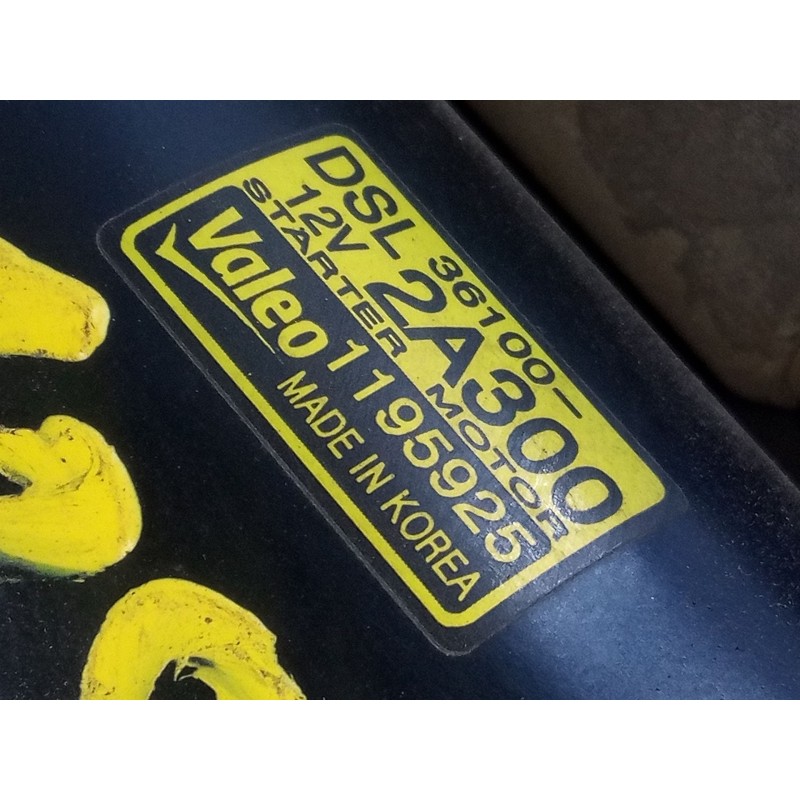 DSL 36100-
12V 2A300
STARTER MOTOR
Valeo 1195925
MADE IN KOREA